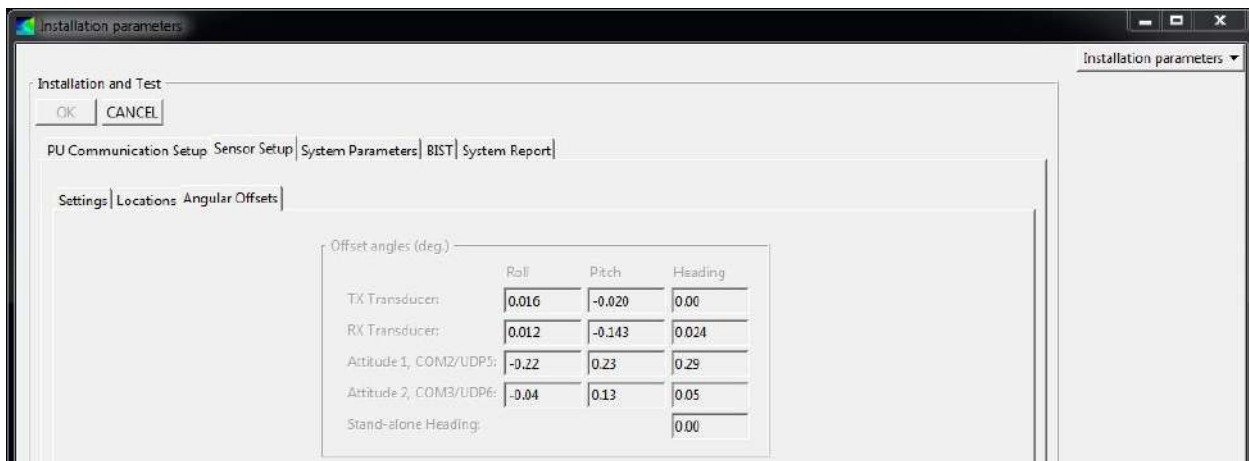 Installation parameters
Installation parameters
Installation and Test
OK CANCEL
PU Communication Setup Sensor Setup System Parameters BIST System Report
Settings Locations Angular Offsets
Offset angles (deg.)
Roll Pitch Heading
TX Transducer: 0.016 -0.020 0.00
RX Transducer: 0.012 -0.143 0.024
Attitude 1, COM2/UDP5: -0.22 0.23 0.29
Attitude 2, COM3/UDP6: -0.04 0.13 0.05
Stand-alone Heading: 0.00